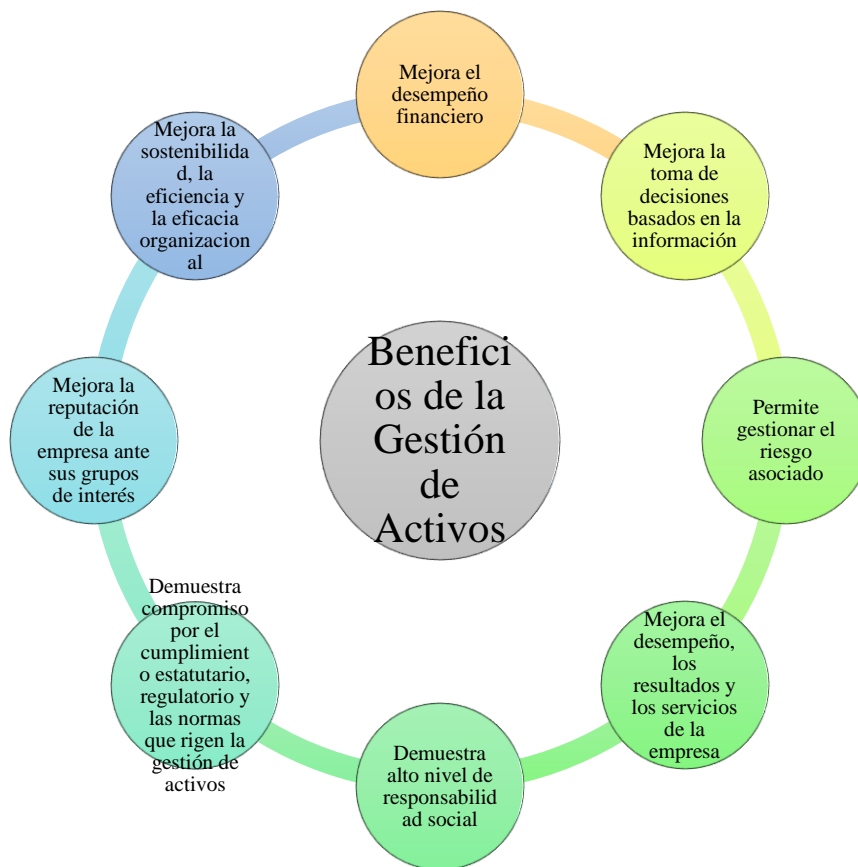 Mejora el
desempeño
financiero
Mejora la
toma de
decisiones
basados en la
información
Permite
gestionar el
riesgo
asociado
Mejora el
desempeño,
los
resultados y
los servicios
de la
empresa
Demuestra
alto nivel de
responsabilid
ad social
Demuestra
compromiso
por el
cumplimient
o estatutario,
regulatorio y
las normas
que rigen la
gestión de
activos
Mejora la
reputación
de la
empresa ante
sus grupos
de interés
Mejora la
sostenibilida
d, la
eficiencia y
la eficacia
organizacion
al
Benefici
os de la
Gestión
de
Activos